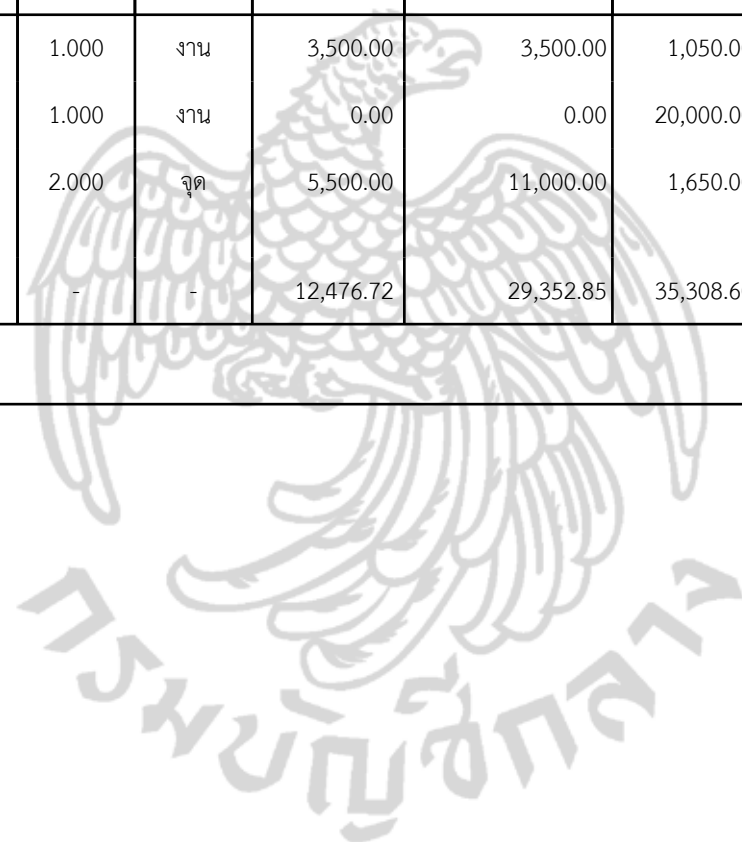 1.000 งาน 3,500.00 3,500.00 1,050.0
1.000 งาน 0.00 0.00 20,000.0
2.000 จุด 5,500.00 11,000.00 1,650.0
- - 12,476.72 29,352.85 35,308.6
กรมบัญชีกลาง